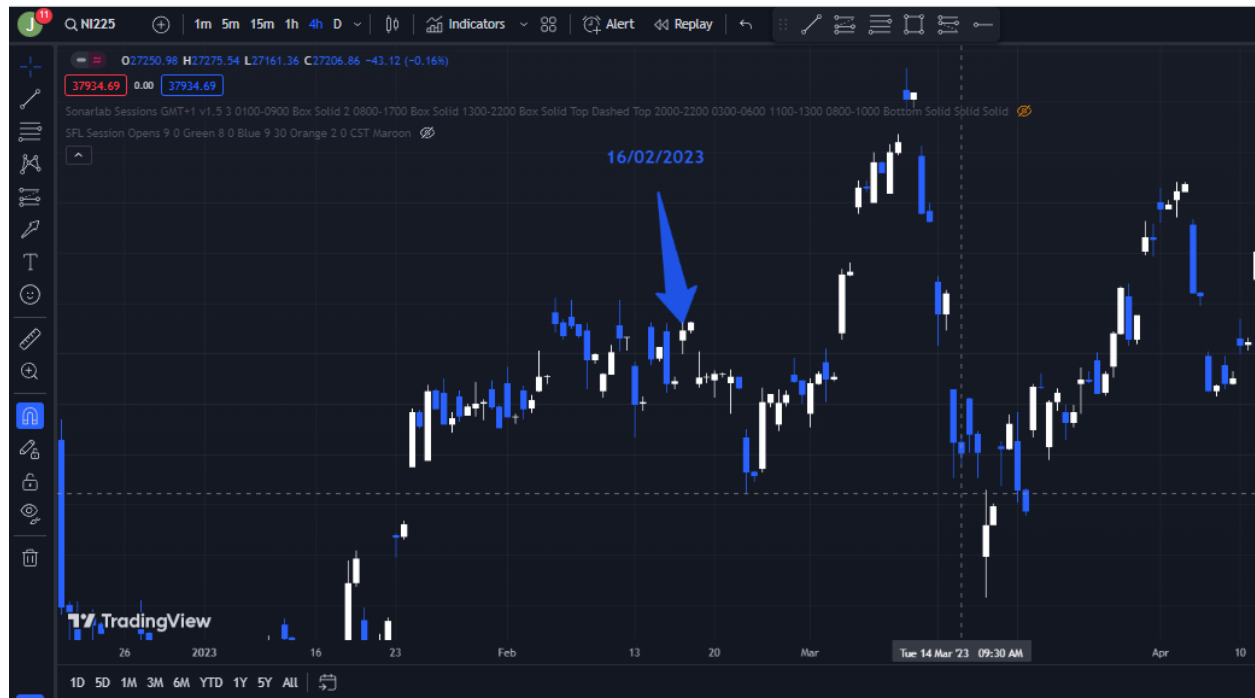 J 11 NI225 1m 5m 15m 1h 4h D Indicators Alert Replay
O27250.98 H27275.54 L27161.36 C27206.86 −43.12 (−0.16%)
37934.69 0.00 37934.69
Sonarlab Sessions GMT+1 v1.5 3 0100-0900 Box Solid 2 0800-1700 Box Solid 1300-2200 Box Solid Top Dashed Top 2000-2200 0300-0600 1100-1300 0800-1000 Bottom Solid Solid Solid
SFL Session Opens 9 0 Green 8 0 Blue 9 30 Orange 2 0 CST Maroon
16/02/2023
T
TradingView
26 2023 16 23 Feb 13 20 Mar Tue 14 Mar '23 09:30 AM Apr 10
1D 5D 1M 3M 6M YTD 1Y 5Y All